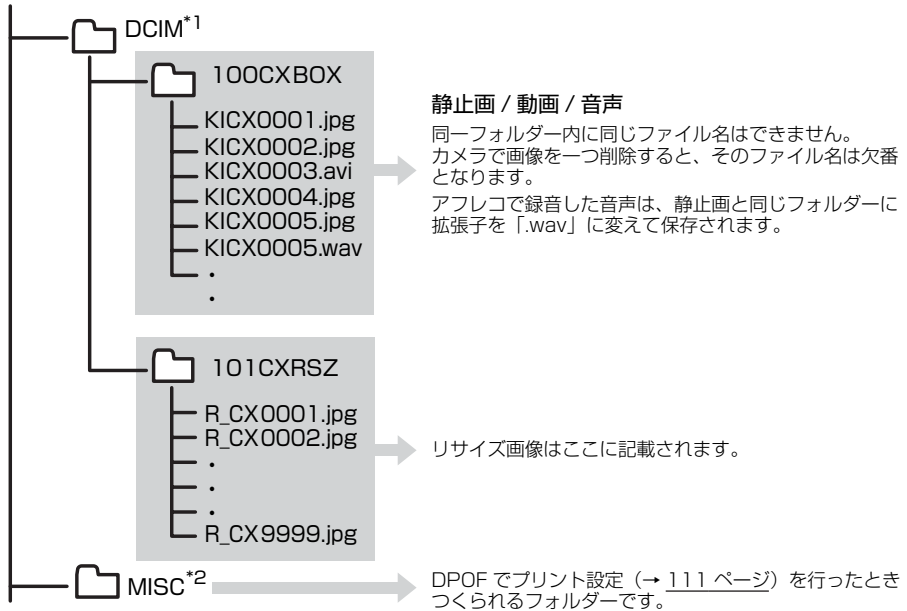 DCIM*1
100CXBOX
KICX0001.jpg
KICX0002.jpg
KICX0003.avi
KICX0004.jpg
KICX0005.jpg
KICX0005.wav
静止画 / 動画 / 音声
同一フォルダー内に同じファイル名はできません。
カメラで画像を一つ削除すると、そのファイル名は欠番
となります。
アフレコで録音した音声は、静止画と同じフォルダーに
拡張子を「.wav」に変えて保存されます。
101CXRSZ
R_CX0001.jpg
R_CX0002.jpg
R_CX9999.jpg
リサイズ画像はここに記載されます。
MISC*2
DPOF でプリント設定（→ 111 ページ）を行ったとき
つくられるフォルダーです。